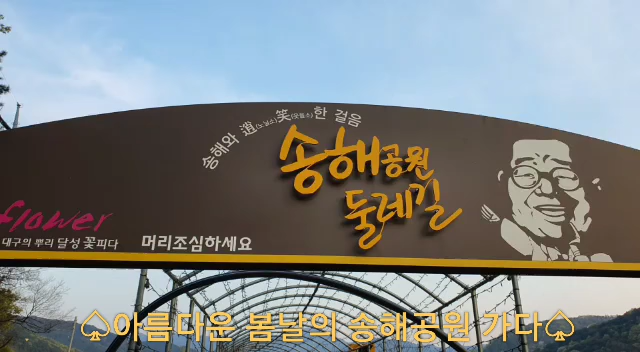 송해와 逍(노닐소)笑(웃을소)한 걸음
송해공원
둘레길
flower
대구의 뿌리 달성 꽃피다
머리조심하세요
♤아름다운 봄날의 송해공원 가다♤